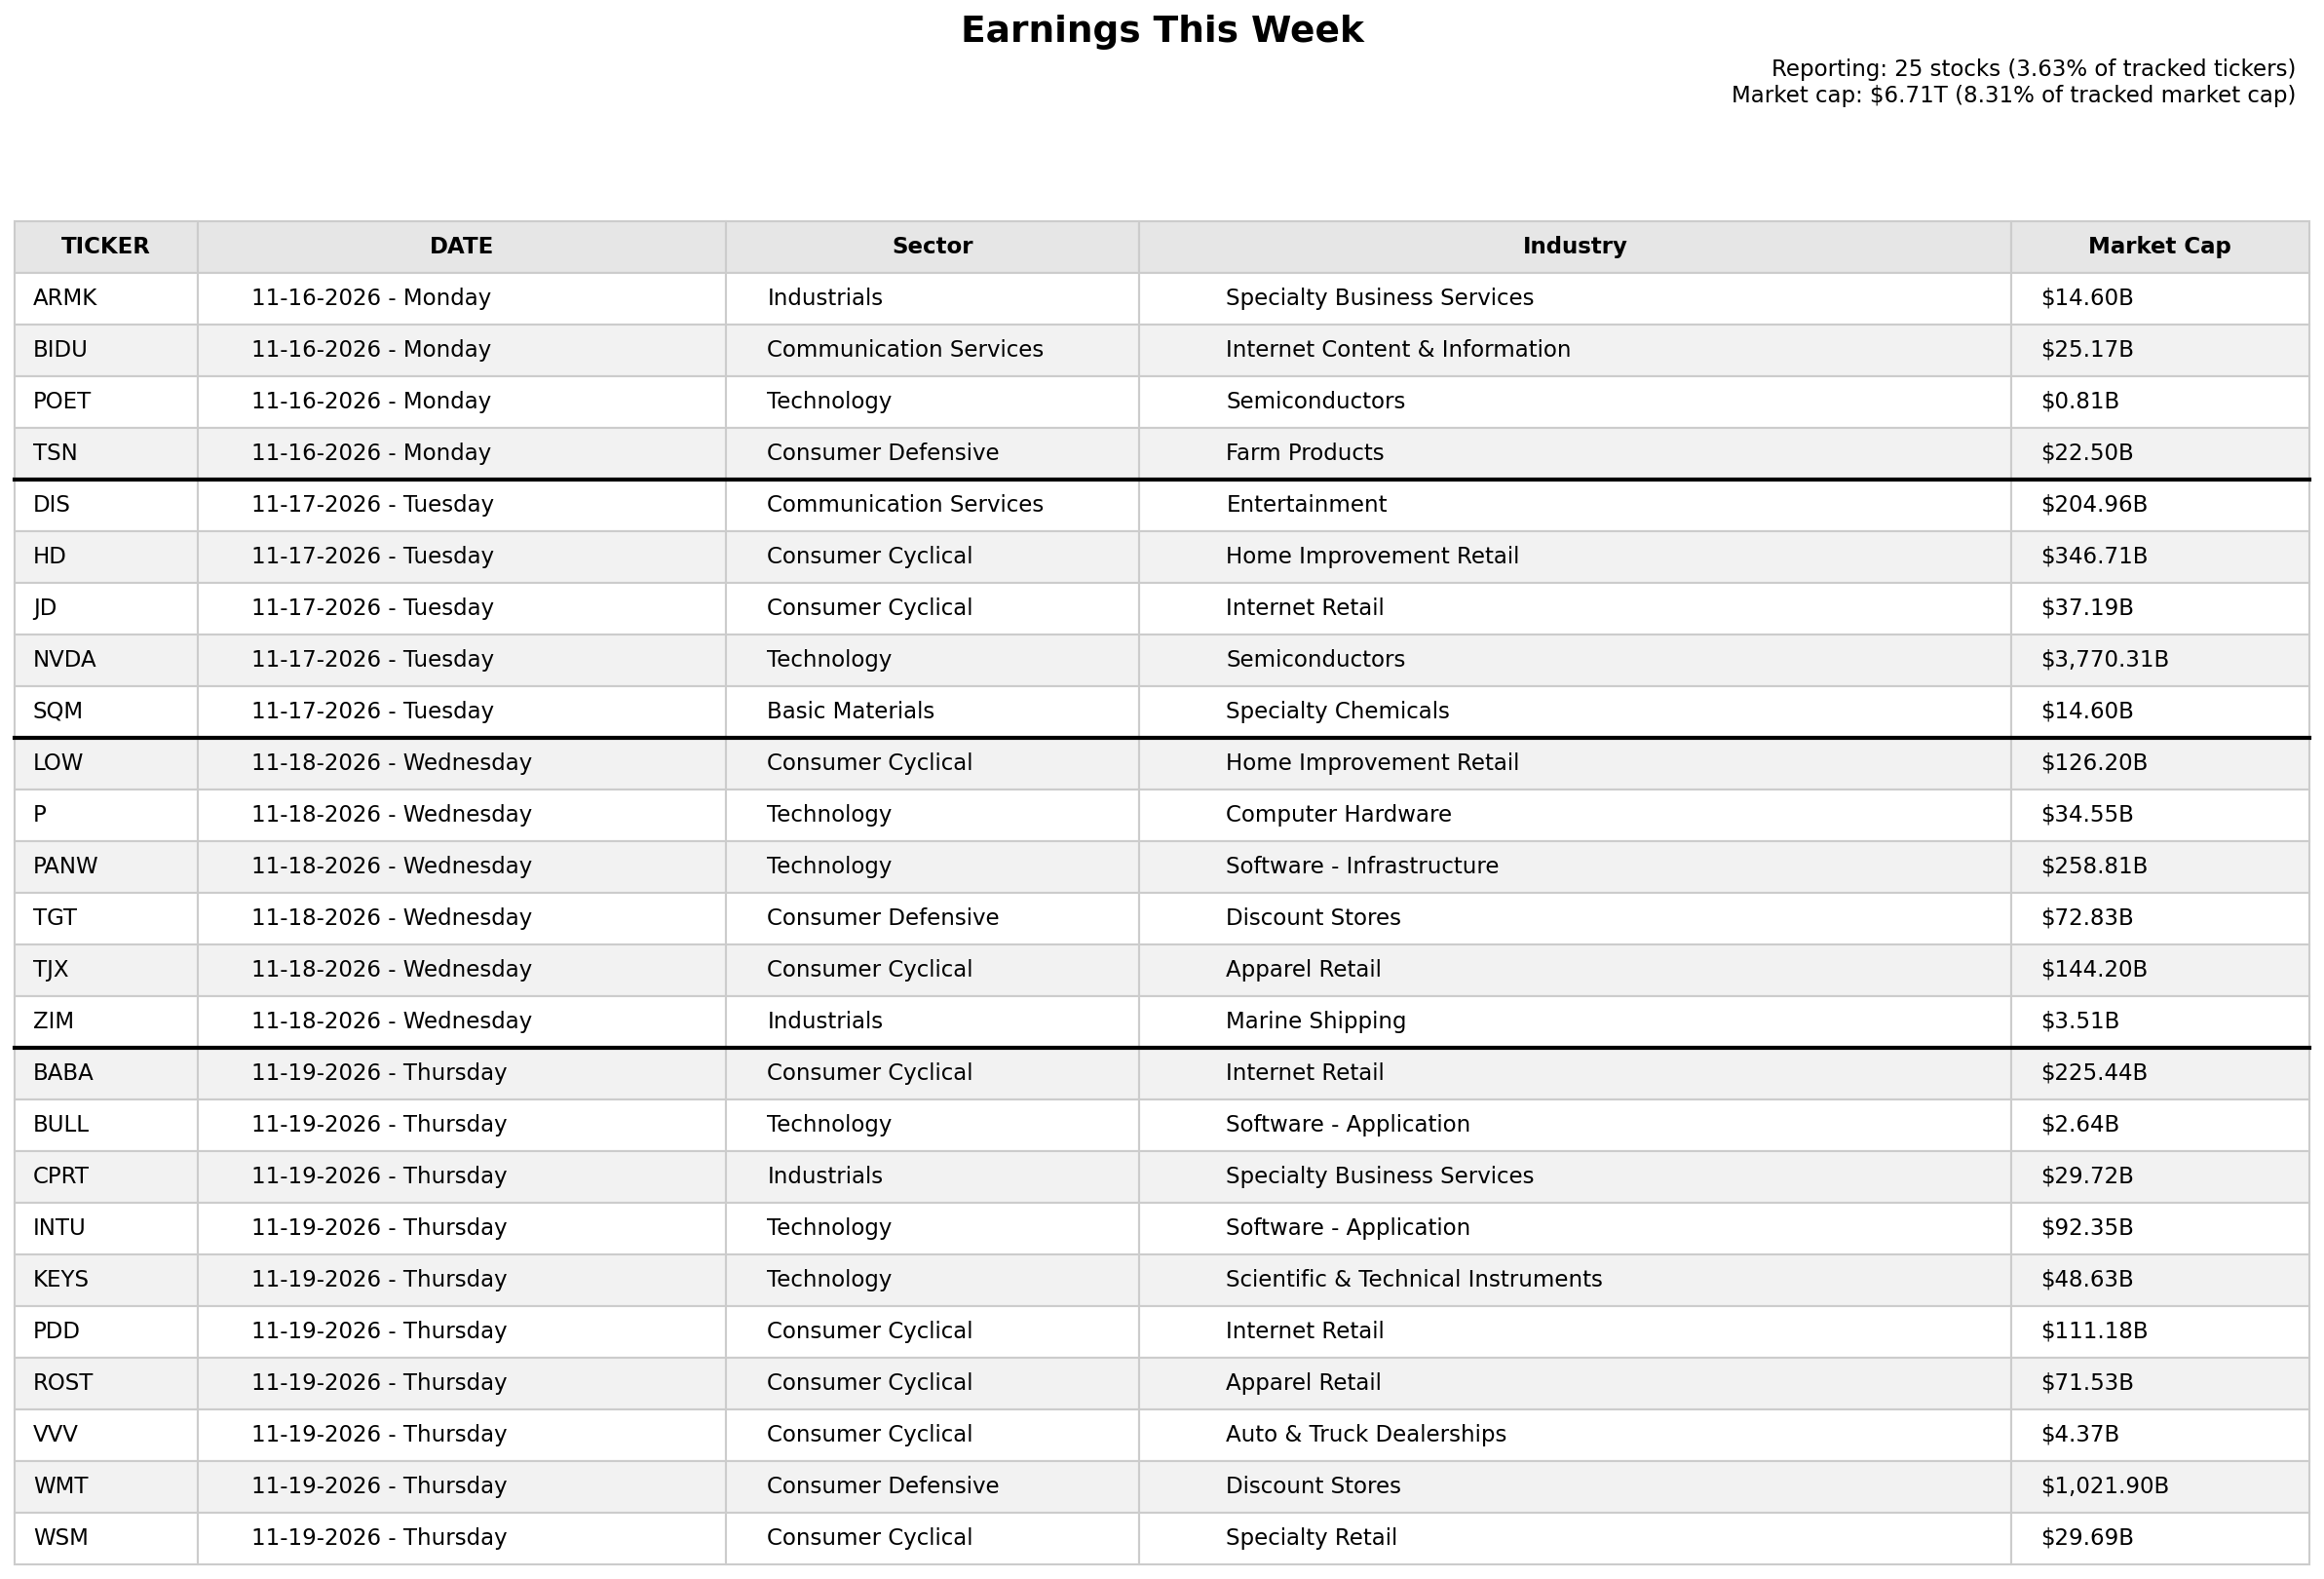 Earnings This Week
Reporting: 25 stocks (3.63% of tracked tickers)
Market cap: $6.71T (8.31% of tracked market cap)
TICKER DATE Sector Industry Market Cap
ARMK 11-16-2026 - Monday Industrials Specialty Business Services $14.60B
BIDU 11-16-2026 - Monday Communication Services Internet Content & Information $25.17B
POET 11-16-2026 - Monday Technology Semiconductors $0.81B
TSN 11-16-2026 - Monday Consumer Defensive Farm Products $22.50B
DIS 11-17-2026 - Tuesday Communication Services Entertainment $204.96B
HD 11-17-2026 - Tuesday Consumer Cyclical Home Improvement Retail $346.71B
JD 11-17-2026 - Tuesday Consumer Cyclical Internet Retail $37.19B
NVDA 11-17-2026 - Tuesday Technology Semiconductors $3,770.31B
SQM 11-17-2026 - Tuesday Basic Materials Specialty Chemicals $14.60B
LOW 11-18-2026 - Wednesday Consumer Cyclical Home Improvement Retail $126.20B
P 11-18-2026 - Wednesday Technology Computer Hardware $34.55B
PANW 11-18-2026 - Wednesday Technology Software - Infrastructure $258.81B
TGT 11-18-2026 - Wednesday Consumer Defensive Discount Stores $72.83B
TJX 11-18-2026 - Wednesday Consumer Cyclical Apparel Retail $144.20B
ZIM 11-18-2026 - Wednesday Industrials Marine Shipping $3.51B
BABA 11-19-2026 - Thursday Consumer Cyclical Internet Retail $225.44B
BULL 11-19-2026 - Thursday Technology Software - Application $2.64B
CPRT 11-19-2026 - Thursday Industrials Specialty Business Services $29.72B
INTU 11-19-2026 - Thursday Technology Software - Application $92.35B
KEYS 11-19-2026 - Thursday Technology Scientific & Technical Instruments $48.63B
PDD 11-19-2026 - Thursday Consumer Cyclical Internet Retail $111.18B
ROST 11-19-2026 - Thursday Consumer Cyclical Apparel Retail $71.53B
VVV 11-19-2026 - Thursday Consumer Cyclical Auto & Truck Dealerships $4.37B
WMT 11-19-2026 - Thursday Consumer Defensive Discount Stores $1,021.90B
WSM 11-19-2026 - Thursday Consumer Cyclical Specialty Retail $29.69B